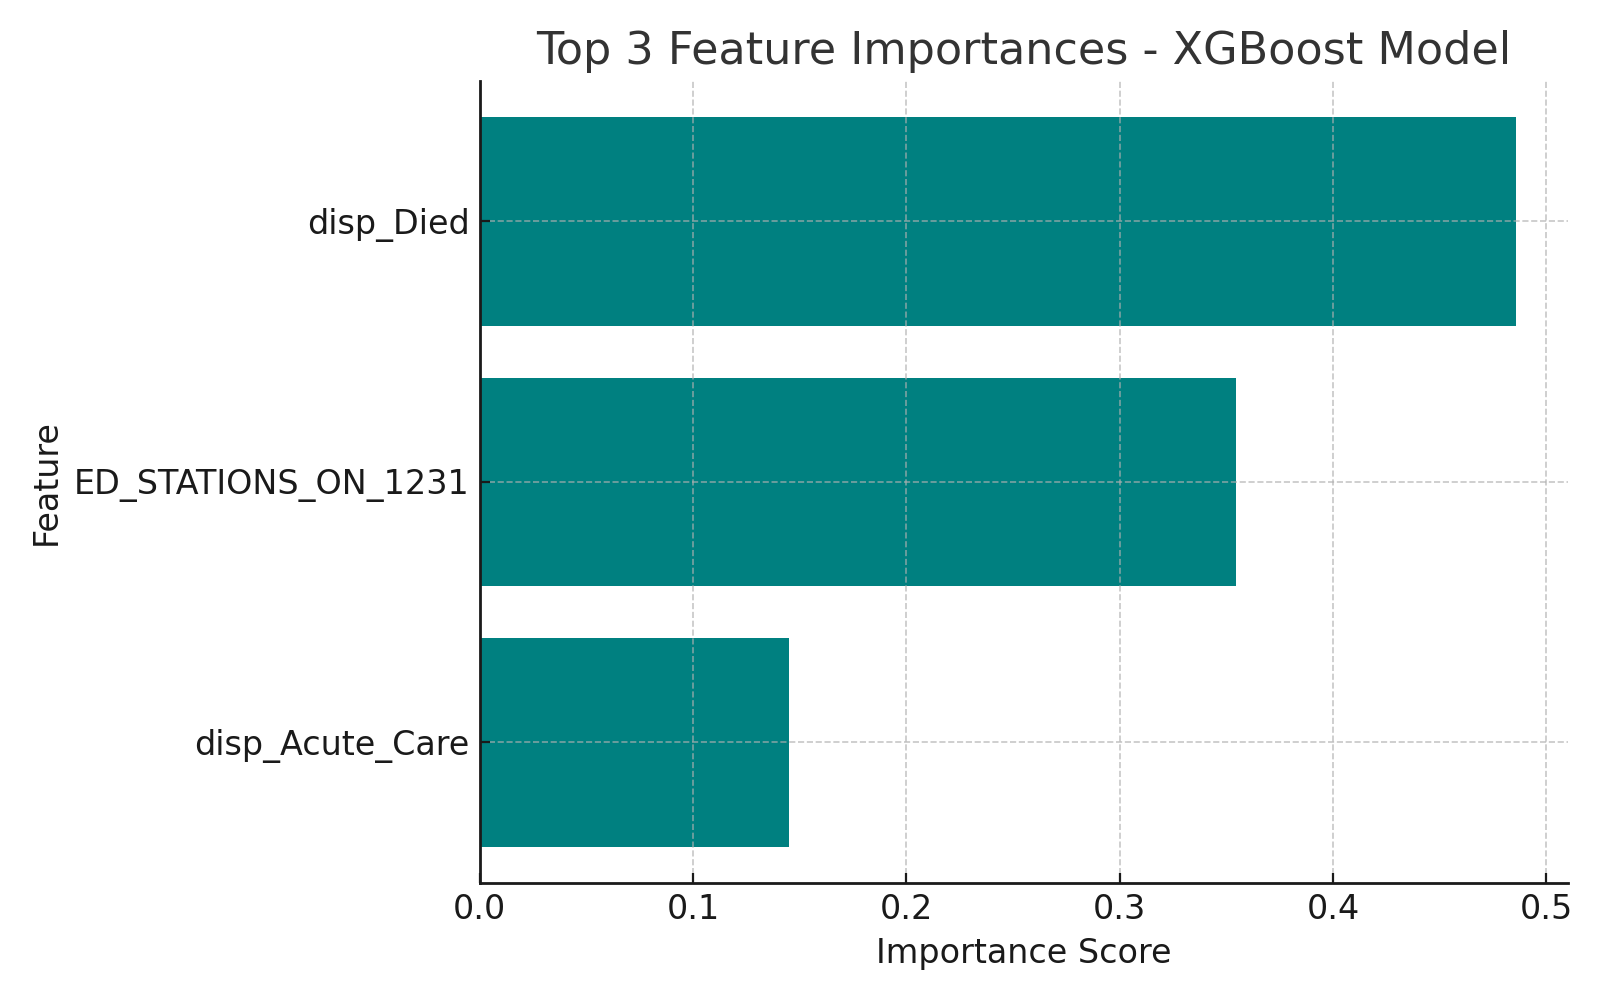 Top 3 Feature Importances - XGBoost Model
Feature
disp_Died
ED_STATIONS_ON_1231
disp_Acute_Care
0.0 0.1 0.2 0.3 0.4 0.5
Importance Score